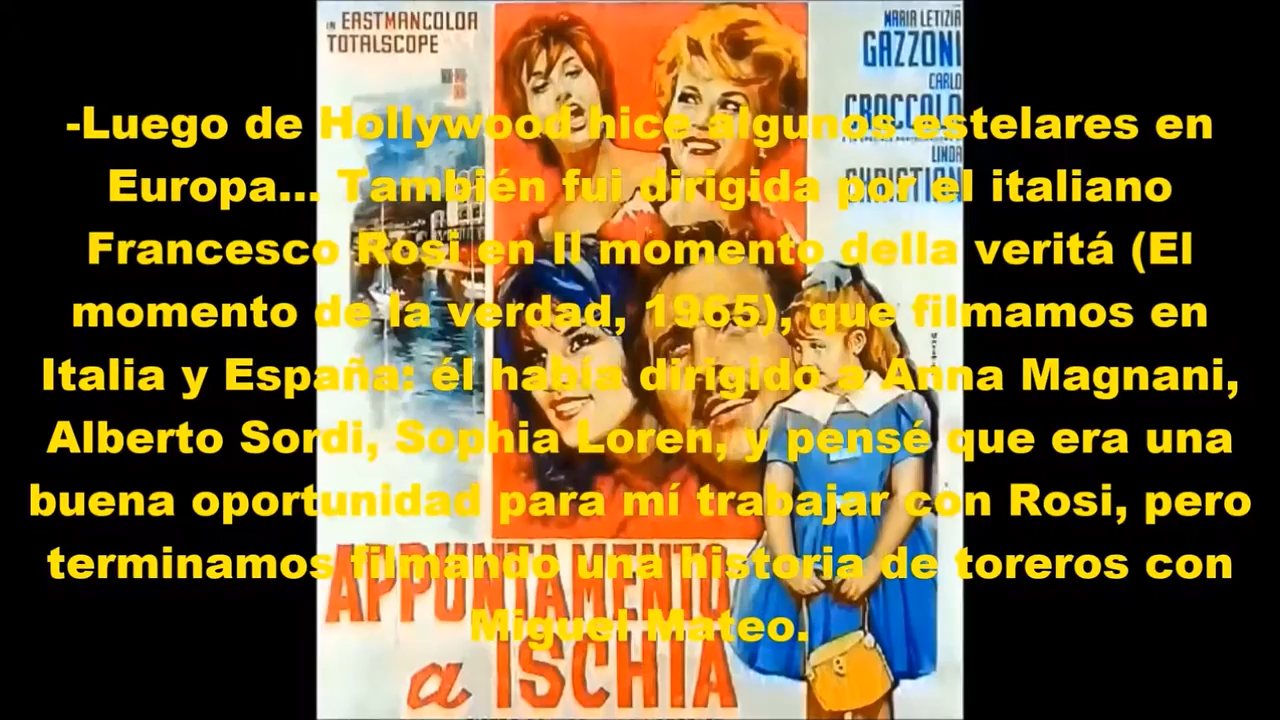 IN EASTMANCOLOR
TOTALSCOPE
MARIA LETIZIA
GAZZONI
CARLO
CROCCOLO
LINDA
CHRISTIAN
-Luego de Hollywood hice algunos estelares en
Europa... También fui dirigida por el italiano
Francesco Rosi en Il momento della veritá (El
momento de la verdad, 1965), que filmamos en
Italia y España: él había dirigido a Anna Magnani,
Alberto Sordi, Sophia Loren, y pensé que era una
buena oportunidad para mí trabajar con Rosi, pero
terminamos filmando una historia de toreros con
Miguel Mateo.
APPUNTAMENTO
a ISCHIA